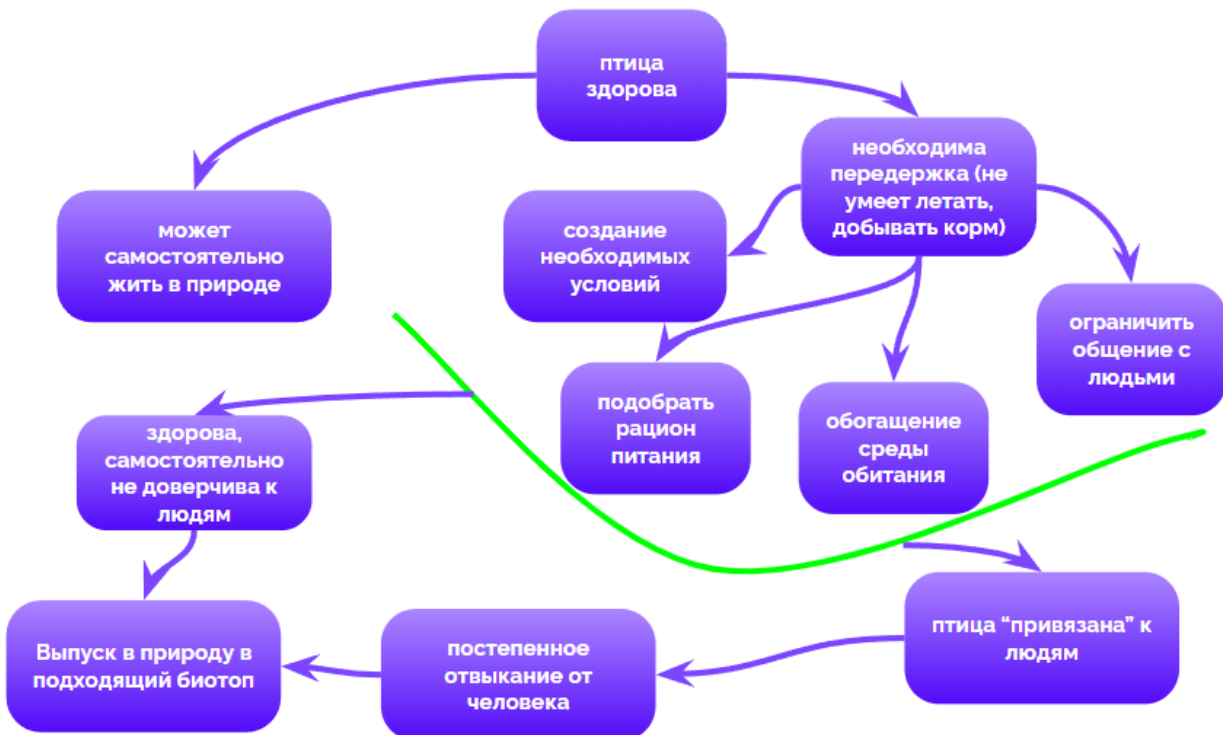 птица
здорова
необходима
передержка (не
умеет летать,
добывать корм)
может
самостоятельно
жить в природе
создание
необходимых
условий
ограничить
общение с
людьми
подобрать
рацион
питания
обогащение
среды
обитания
здорова,
самостоятельно
не доверчива к
людям
птица “привязана” к
людям
постепенное
отвыкание от
человека
Выпуск в природу в
подходящий биотоп